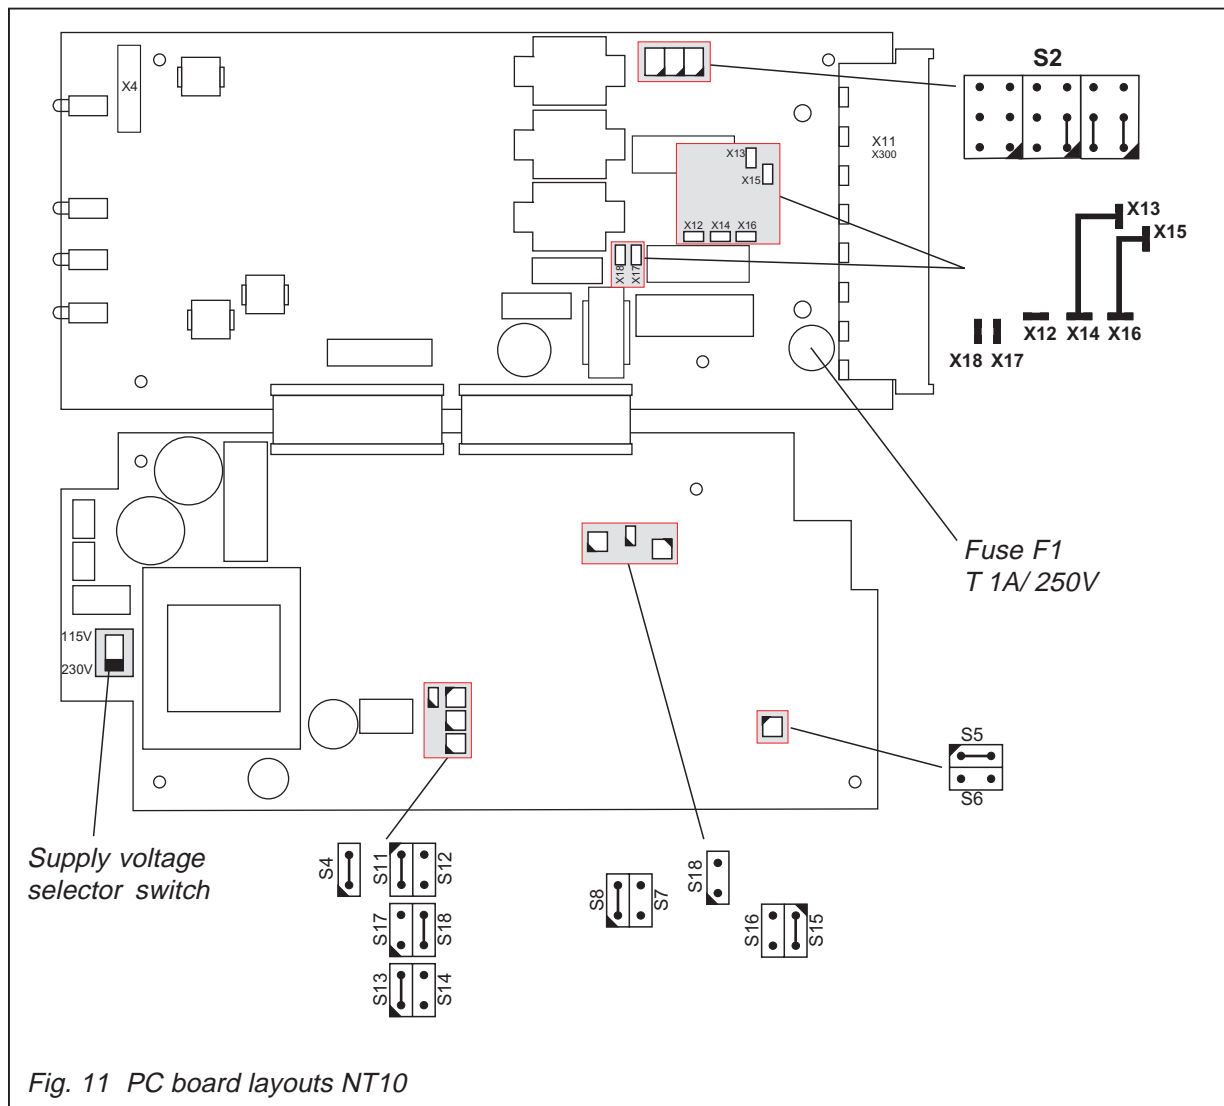 X4
S2
X11
X300
X13
X15
X12 X14 X16
X18
X17
X13
X15
X12 X14 X16
X18 X17
Fuse F1
T 1A/ 250V
115V
230V
S5
S6
Supply voltage
selector switch
S4
S11
S12
S17
S18
S13
S14
S8
S7
S18
S16
S15
Fig. 11 PC board layouts NT10